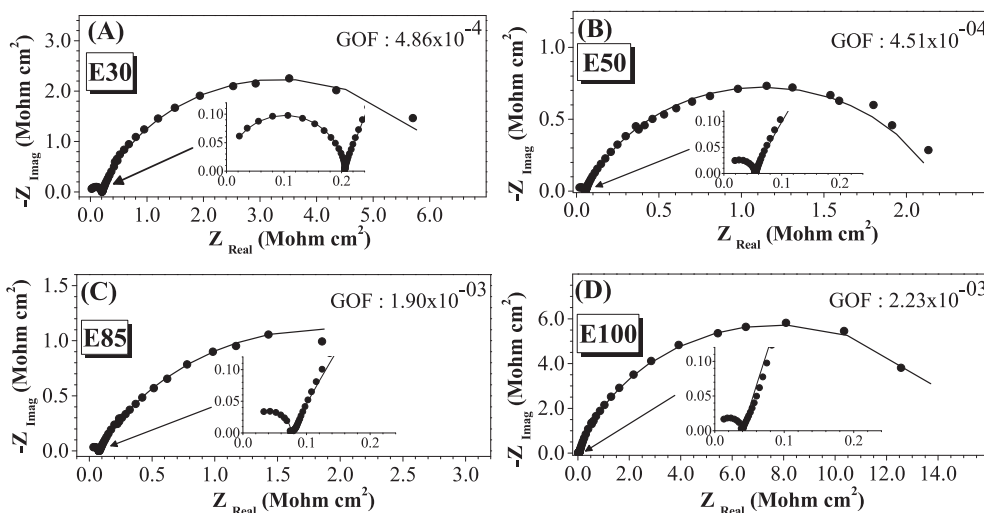 (A)
GOF : 4.86x10-4
E30
-Z Imag (Mohm cm2)
3.0
2.0
1.0
0.0
0.10
0.05
0.00
0.0 0.1 0.2
0.0 1.0 2.0 3.0 4.0 5.0 6.0
Z Real (Mohm cm2)
(B)
GOF : 4.51x10-04
E50
-Z Imag (Mohm cm2)
1.0
0.5
0.0
0.10
0.05
0.00
0.0 0.1 0.2
0.0 0.5 1.0 1.5 2.0
Z Real (Mohm cm2)
(C)
GOF : 1.90x10-03
E85
-Z Imag (Mohm cm2)
1.5
1.0
0.5
0.0
0.10
0.05
0.00
0.0 0.1 0.2
0.0 0.5 1.0 1.5 2.0 2.5 3.0
Z Real (Mohm cm2)
(D)
GOF : 2.23x10-03
E100
-Z Imag (Mohm cm2)
6.0
4.0
2.0
0.0
0.10
0.05
0.00
0.0 0.1 0.2
0.0 2.0 4.0 6.0 8.0 10.0 12.0 14.0
Z Real (Mohm cm2)